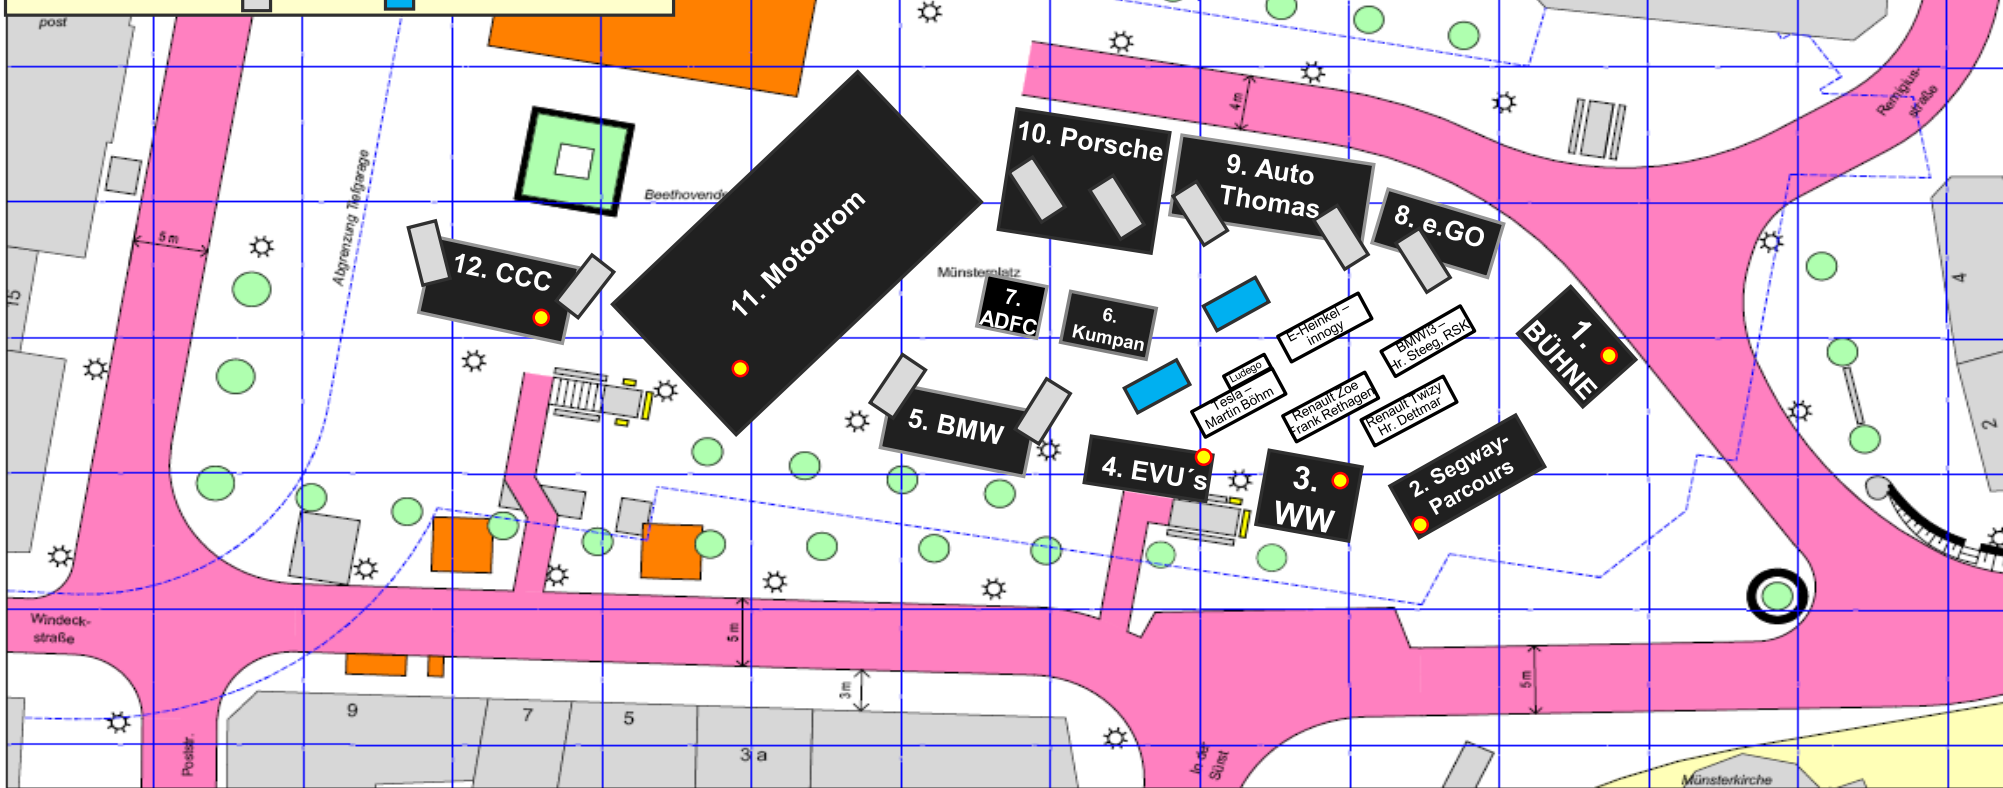 post
4 m
Remigius-
straße
10. Porsche
9. Auto
Thomas
8. e.GO
Abgrenzung Tiefgarage
5 m
15
4
2
12. CCC
11. Motodrom
Münsterplatz
7.
ADFC
6.
Kumpan
E-Heinkel –
innogy
BMWi3 –
Hr. Steeg, RSK
1.
BÜHNE
Ludego
Tesla –
Martin Böhm
Renault Zoe
Frank Rethagen
Renault Twizy
Hr. Dettmar
5. BMW
4. EVU´s
3.
WW
2. Segway-
Parcours
Windeck-
straße
5 m
3 m
5 m
9
7
5
3 a
Poststr.
In der
Sürst
Münsterkirche